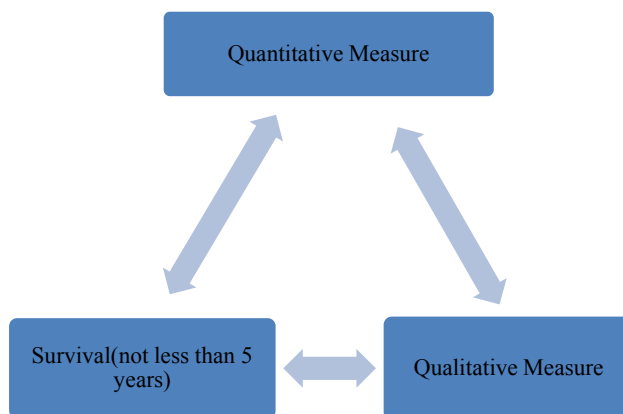 Quantitative Measure
Survival(not less than 5
years)
Qualitative Measure